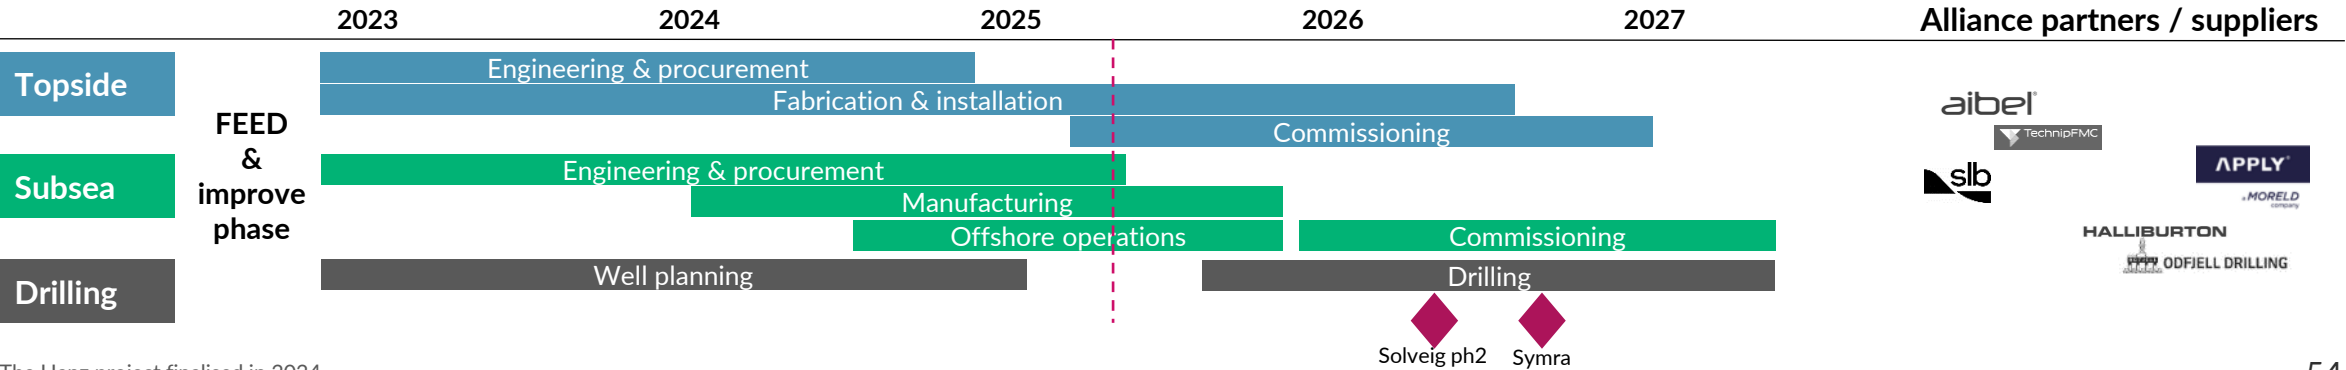 2023 2024 2025 2026 2027 Alliance partners / suppliers
Topside
Engineering & procurement
Fabrication & installation
Commissioning
FEED
&
improve
phase
Subsea
Engineering & procurement
Manufacturing
Offshore operations
Commissioning
Drilling
Well planning
Drilling
Solveig ph2
Symra
aibel
TechnipFMC
slb
APPLY
MORELD
company
HALLIBURTON
ODFJELL DRILLING